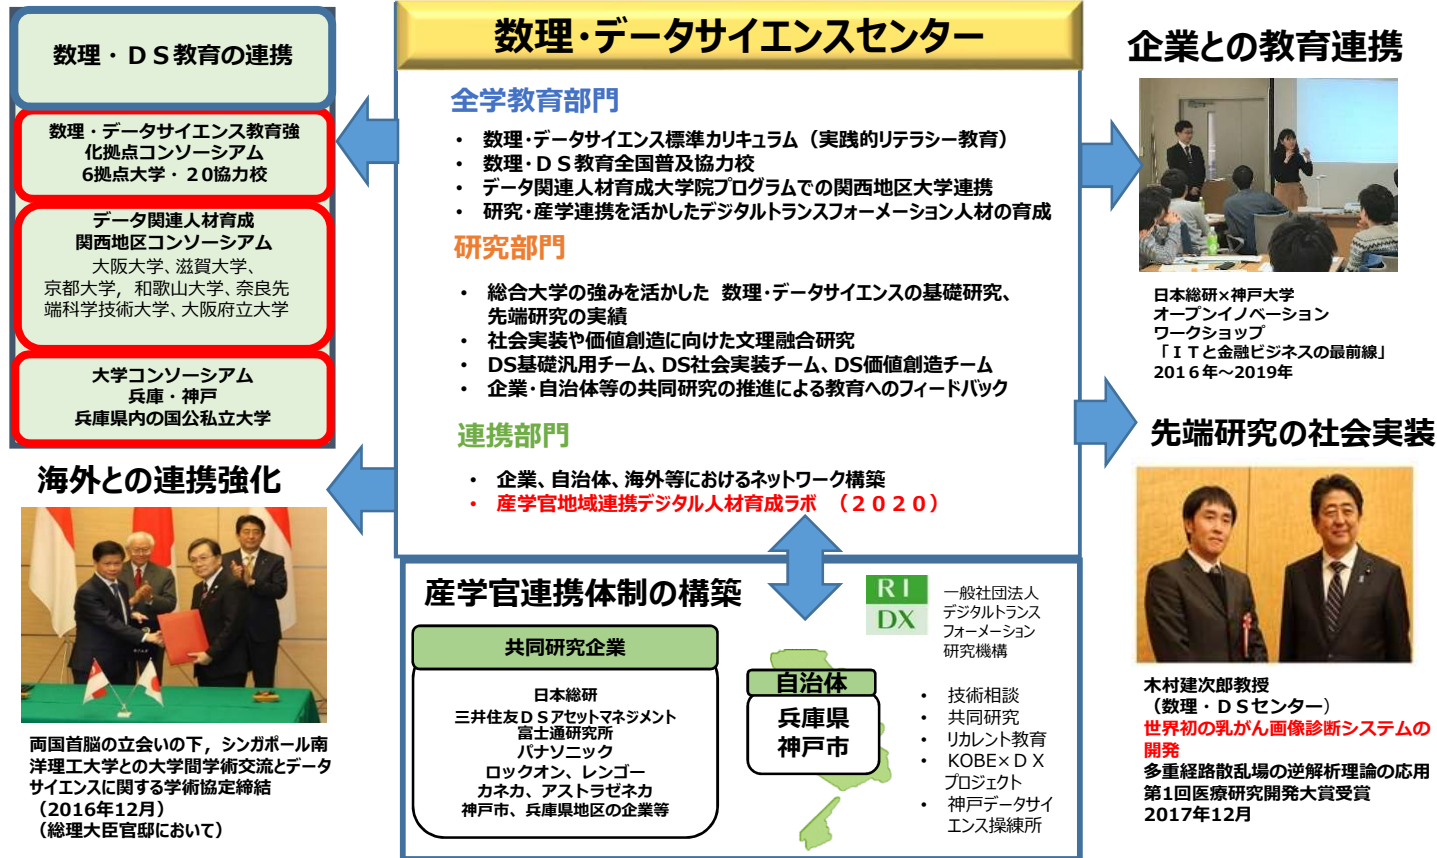 数理・ＤＳ教育の連携
数理・データサイエンス教育強
化拠点コンソーシアム
6拠点大学・２０協力校
データ関連人材育成
関西地区コンソーシアム
大阪大学、滋賀大学、
京都大学，和歌山大学、奈良先
端科学技術大学、大阪府立大学
大学コンソーシアム
兵庫・神戸
兵庫県内の国公私立大学
海外との連携強化
両国首脳の立会いの下，シンガポール南
洋理工大学との大学間学術交流とデータ
サイエンスに関する学術協定締結
（2016年12月）
（総理大臣官邸において）
数理・データサイエンスセンター
全学教育部門
・ 数理・データサイエンス標準カリキュラム（実践的リテラシー教育）
・ 数理・ＤＳ教育全国普及協力校
・ データ関連人材育成大学院プログラムでの関西地区大学連携
・ 研究・産学連携を活かしたデジタルトランスフォーメーション人材の育成
研究部門
・ 総合大学の強みを活かした 数理・データサイエンスの基礎研究、
先端研究の実績
・ 社会実装や価値創造に向けた文理融合研究
・ DS基礎汎用チーム、DS社会実装チーム、DS価値創造チーム
・ 企業・自治体等の共同研究の推進による教育へのフィードバック
連携部門
・ 企業、自治体、海外等におけるネットワーク構築
・ 産学官地域連携デジタル人材育成ラボ （２０２０）
産学官連携体制の構築
共同研究企業
日本総研
三井住友ＤＳアセットマネジメント
富士通研究所
パナソニック
ロックオン、レンゴー
カネカ、アストラゼネカ
神戸市、兵庫県地区の企業等
自治体
兵庫県
神戸市
RI
DX
一般社団法人
デジタルトランス
フォーメーション
研究機構
・ 技術相談
・ 共同研究
・ リカレント教育
・ KOBE×ＤＸ
プロジェクト
・ 神戸データサイ
エンス操練所
企業との教育連携
日本総研×神戸大学
オープンイノベーション
ワークショップ
「ＩＴと金融ビジネスの最前線」
2016年～2019年
先端研究の社会実装
木村建次郎教授
（数理・ＤＳセンター）
世界初の乳がん画像診断システムの
開発
多重経路散乱場の逆解析理論の応用
第1回医療研究開発大賞受賞
2017年12月